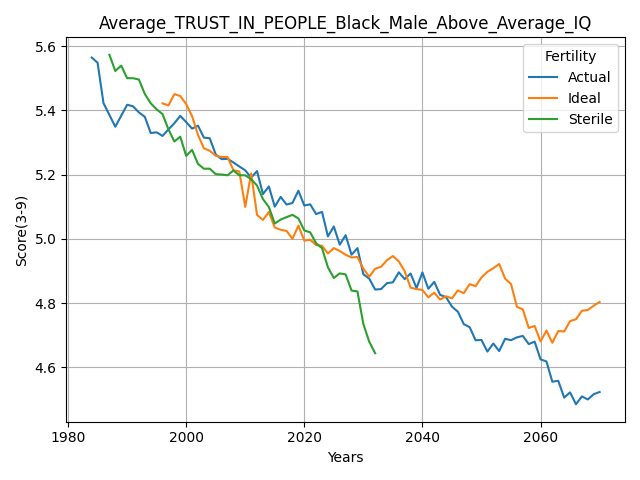 Average_TRUST_IN_PEOPLE_Black_Male_Above_Average_IQ
Fertility
Actual
Ideal
Sterile
Score(3-9)
5.6
5.4
5.2
5.0
4.8
4.6
1980
2000
2020
2040
2060
Years